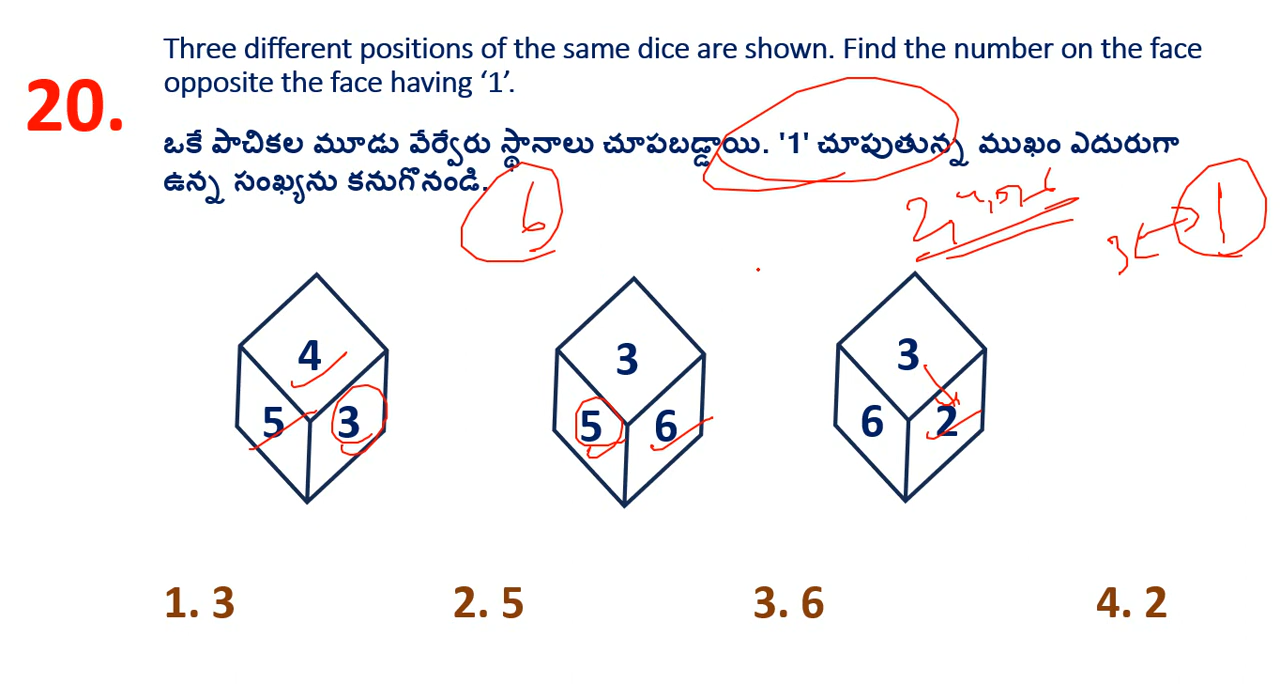 Three different positions of the same dice are shown. Find the number on the face
opposite the face having ‘1’.
20.
ఒకే పాచికల మూడు వేర్వేరు స్థానాలు చూపబడ్డాయి. '1' చూపుతున్న ముఖం ఎదురుగా
ఉన్న సంఖ్యను కనుగొనండి.
6
1
3
4
5 3
3
5 6
3
6 2
1. 3 2. 5 3. 6 4. 2